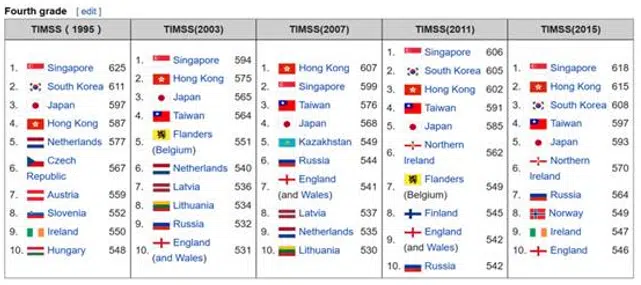 Fourth grade [ edit ]
TIMSS ( 1995 )
1. Singapore 625
2. South Korea 611
3. Japan 597
4. Hong Kong 587
5. Netherlands 577
6. Czech Republic 567
7. Austria 559
8. Slovenia 552
9. Ireland 550
10. Hungary 548
TIMSS(2003)
1. Singapore 594
2. Hong Kong 575
3. Japan 565
4. Taiwan 564
5. Flanders (Belgium) 551
6. Netherlands 540
7. Latvia 536
8. Lithuania 534
9. Russia 532
10. England (and Wales) 531
TIMSS(2007)
1. Hong Kong 607
2. Singapore 599
3. Taiwan 576
4. Japan 568
5. Kazakhstan 549
6. Russia 544
7. England (and Wales) 541
8. Latvia 537
9. Netherlands 535
10. Lithuania 530
TIMSS(2011)
1. Singapore 606
2. South Korea 605
3. Hong Kong 602
4. Taiwan 591
5. Japan 585
6. Northern Ireland 562
7. Flanders (Belgium) 549
8. Finland 545
9. England (and Wales) 542
10. Russia 542
TIMSS(2015)
1. Singapore 618
2. Hong Kong 615
3. South Korea 608
4. Taiwan 597
5. Japan 593
6. Northern Ireland 570
7. Russia 564
8. Norway 549
9. Ireland 547
10. England 546